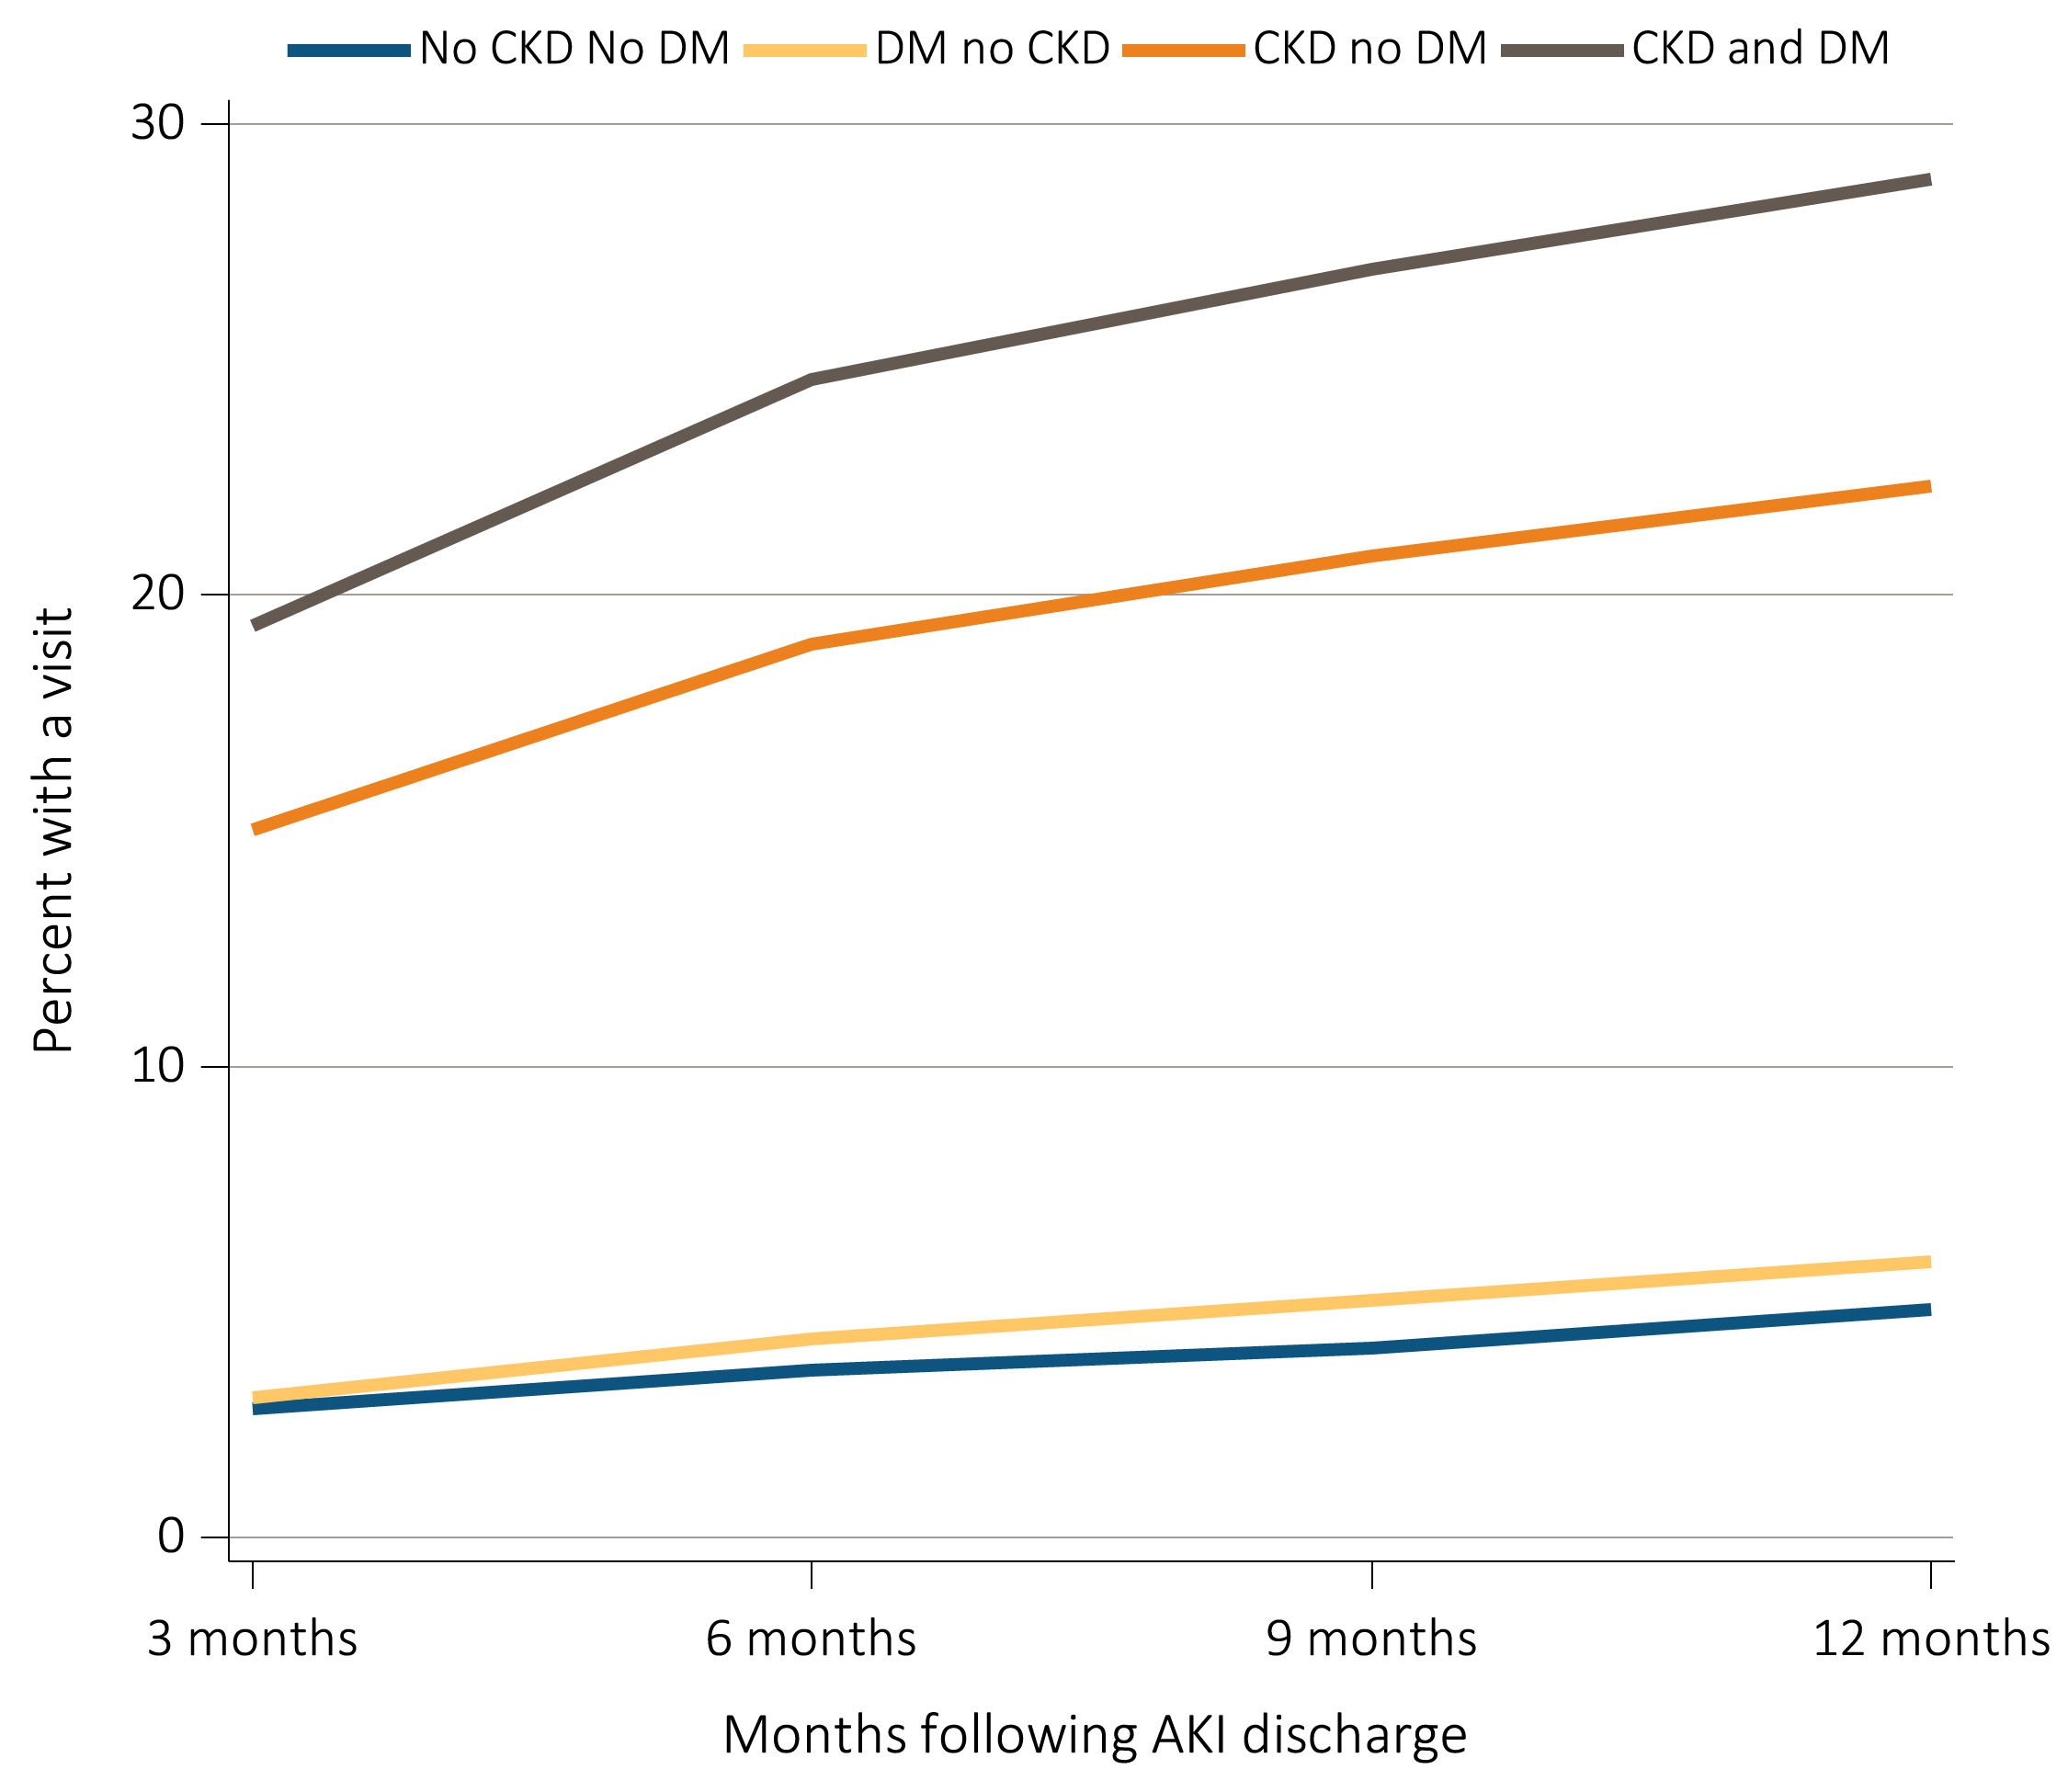 No CKD No DM DM no CKD CKD no DM CKD and DM
30
20
10
0
Percent with a visit
3 months 6 months 9 months 12 months
Months following AKI discharge